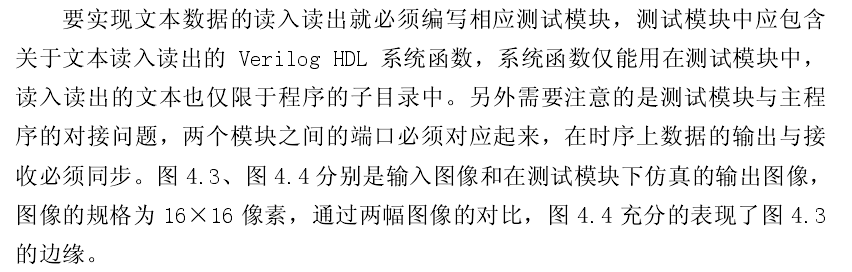 要实现文本数据的读入读出就必须编写相应测试模块，测试模块中应包含
关于文本读入读出的 Verilog HDL 系统函数，系统函数仅能用在测试模块中，
读入读出的文本也仅限于程序的子目录中。另外需要注意的是测试模块与主程
序的对接问题，两个模块之间的端口必须对应起来，在时序上数据的输出与接
收必须同步。图 4.3、图 4.4 分别是输入图像和在测试模块下仿真的输出图像，
图像的规格为 16×16 像素，通过两幅图像的对比，图 4.4 充分的表现了图 4.3
的边缘。